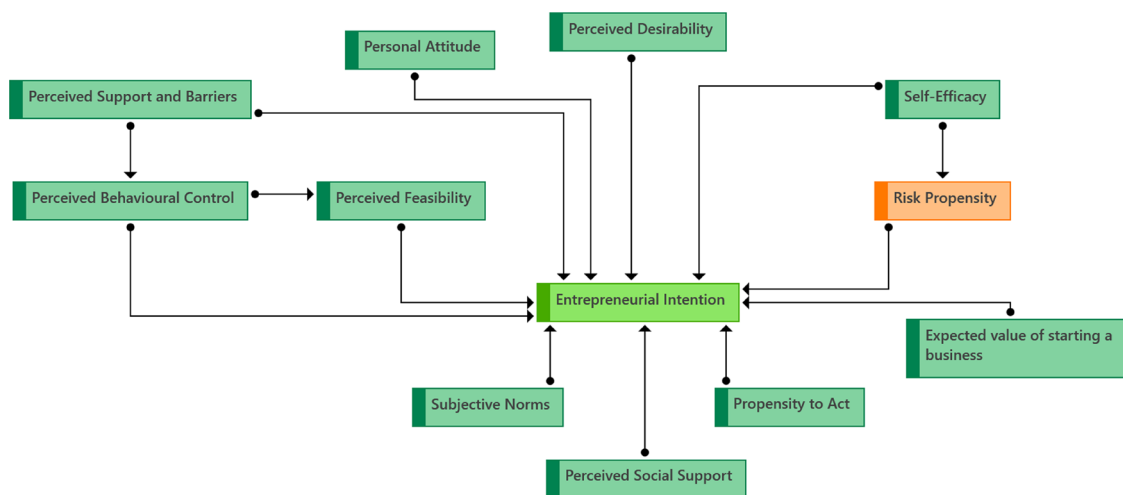 Perceived Desirability
Personal Attitude
Perceived Support and Barriers
Self-Efficacy
Perceived Behavioural Control
Perceived Feasibility
Risk Propensity
Entrepreneurial Intention
Expected value of starting a
business
Subjective Norms
Propensity to Act
Perceived Social Support